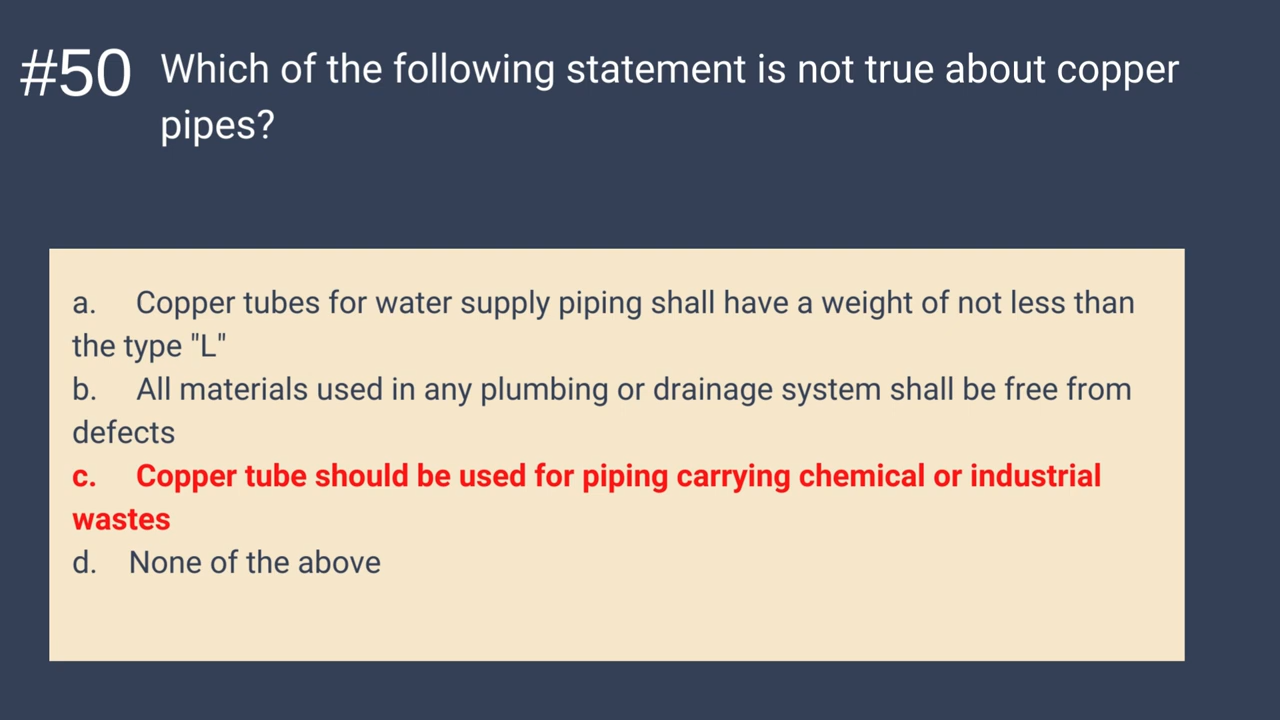 #50 Which of the following statement is not true about copper
pipes?
a. Copper tubes for water supply piping shall have a weight of not less than
the type "L"
b. All materials used in any plumbing or drainage system shall be free from
defects
c. Copper tube should be used for piping carrying chemical or industrial
wastes
d. None of the above